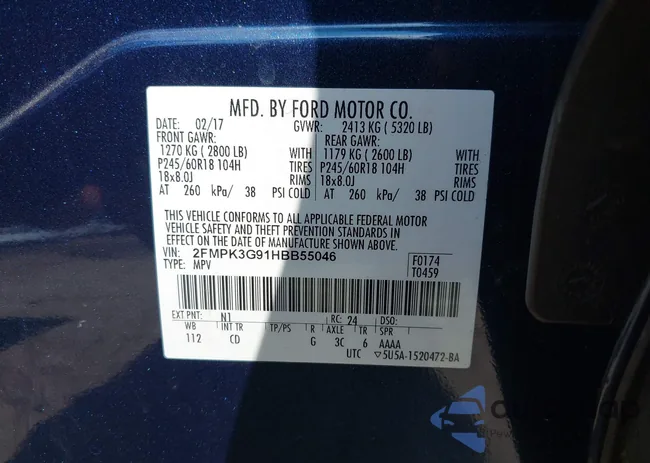 MFD. BY FORD MOTOR CO.
DATE: 02/17 GVWR: 2413 KG ( 5320 LB)
FRONT GAWR: REAR GAWR:
1270 KG ( 2800 LB) WITH 1179 KG ( 2600 LB) WITH
P245/60R18 104H TIRES P245/60R18 104H TIRES
18x8.0J RIMS 18x8.0J RIMS
AT 260 kPa/ 38 PSI COLD AT 260 kPa/ 38 PSI COLD
THIS VEHICLE CONFORMS TO ALL APPLICABLE FEDERAL MOTOR
VEHICLE SAFETY AND THEFT PREVENTION STANDARDS IN
EFFECT ON THE DATE OF MANUFACTURE SHOWN ABOVE.
VIN: 2FMPK3G91HBB55046 F0174
TYPE: MPV T0459
EXT PNT: N1 RC: 24 DSO:
WB INT TR TP/PS R AXLE TR SPR
112 CD G 3C 6 AAAA
UTC ▽5U5A-1520472-BA